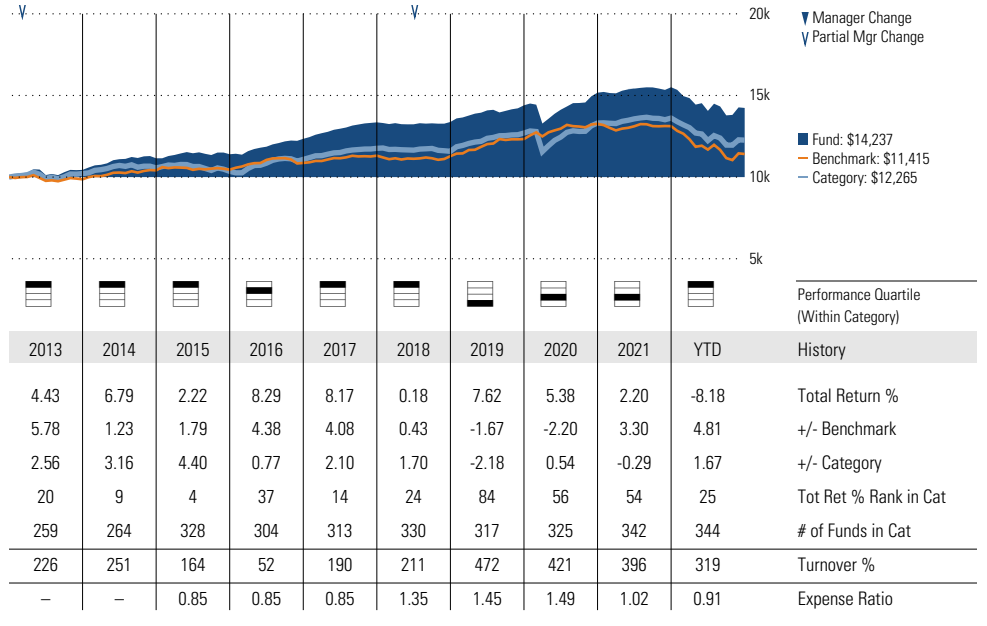 20k
Manager Change
Partial Mgr Change
15k
Fund: $14,237
Benchmark: $11,415
Category: $12,265
10k
5k
Performance Quartile
(Within Category)
2013 2014 2015 2016 2017 2018 2019 2020 2021 YTD History
4.43 6.79 2.22 8.29 8.17 0.18 7.62 5.38 2.20 -8.18 Total Return %
5.78 1.23 1.79 4.38 4.08 0.43 -1.67 -2.20 3.30 4.81 +/- Benchmark
2.56 3.16 4.40 0.77 2.10 1.70 -2.18 0.54 -0.29 1.67 +/- Category
20 9 4 37 14 24 84 56 54 25 Tot Ret % Rank in Cat
259 264 328 304 313 330 317 325 342 344 # of Funds in Cat
226 251 164 52 190 211 472 421 396 319 Turnover %
– – 0.85 0.85 0.85 1.35 1.45 1.49 1.02 0.91 Expense Ratio